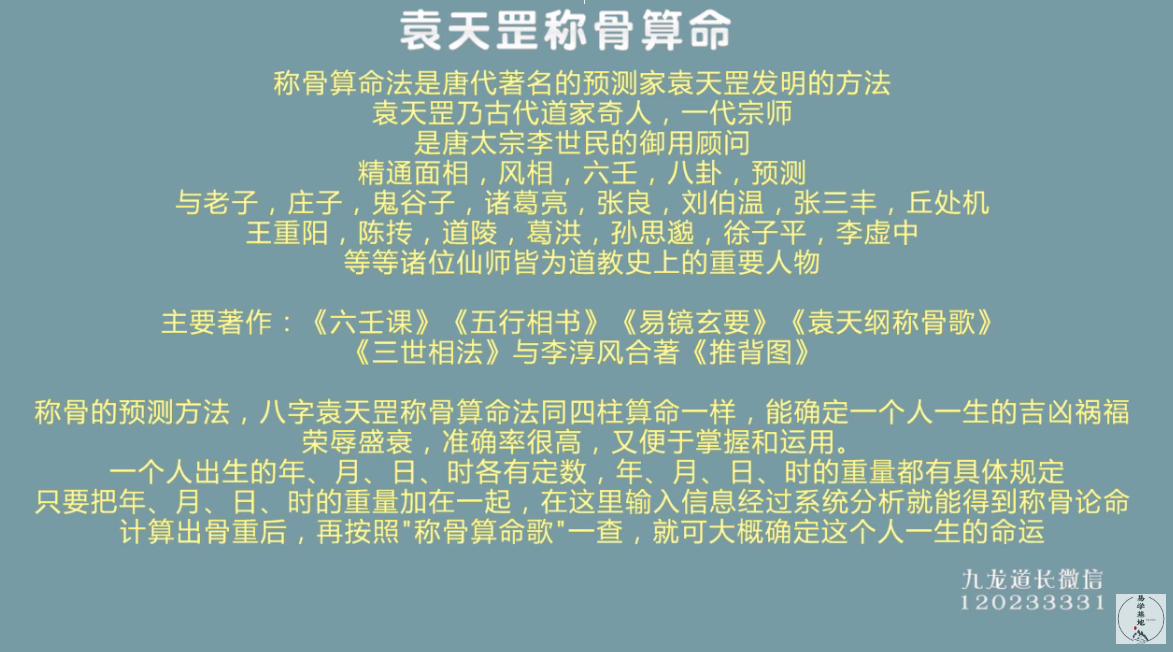 袁天罡称骨算命
称骨算命法是唐代著名的预测家袁天罡发明的方法
袁天罡乃古代道家奇人，一代宗师
是唐太宗李世民的御用顾问
精通面相，风相，六壬，八卦，预测
与老子，庄子，鬼谷子，诸葛亮，张良，刘伯温，张三丰，丘处机
王重阳，陈抟，道陵，葛洪，孙思邈，徐子平，李虚中
等等诸位仙师皆为道教史上的重要人物
主要著作：《六壬课》《五行相书》《易镜玄要》《袁天纲称骨歌》
《三世相法》与李淳风合著《推背图》
称骨的预测方法，八字袁天罡称骨算命法同四柱算命一样，能确定一个人一生的吉凶祸福
荣辱盛衰，准确率很高，又便于掌握和运用。
一个人出生的年、月、日、时各有定数，年、月、日、时的重量都有具体规定
只要把年、月、日、时的重量加在一起，在这里输入信息经过系统分析就能得到称骨论命
计算出骨重后，再按照"称骨算命歌"一查，就可大概确定这个人一生的命运
九龙道长微信
120233331
易学基地